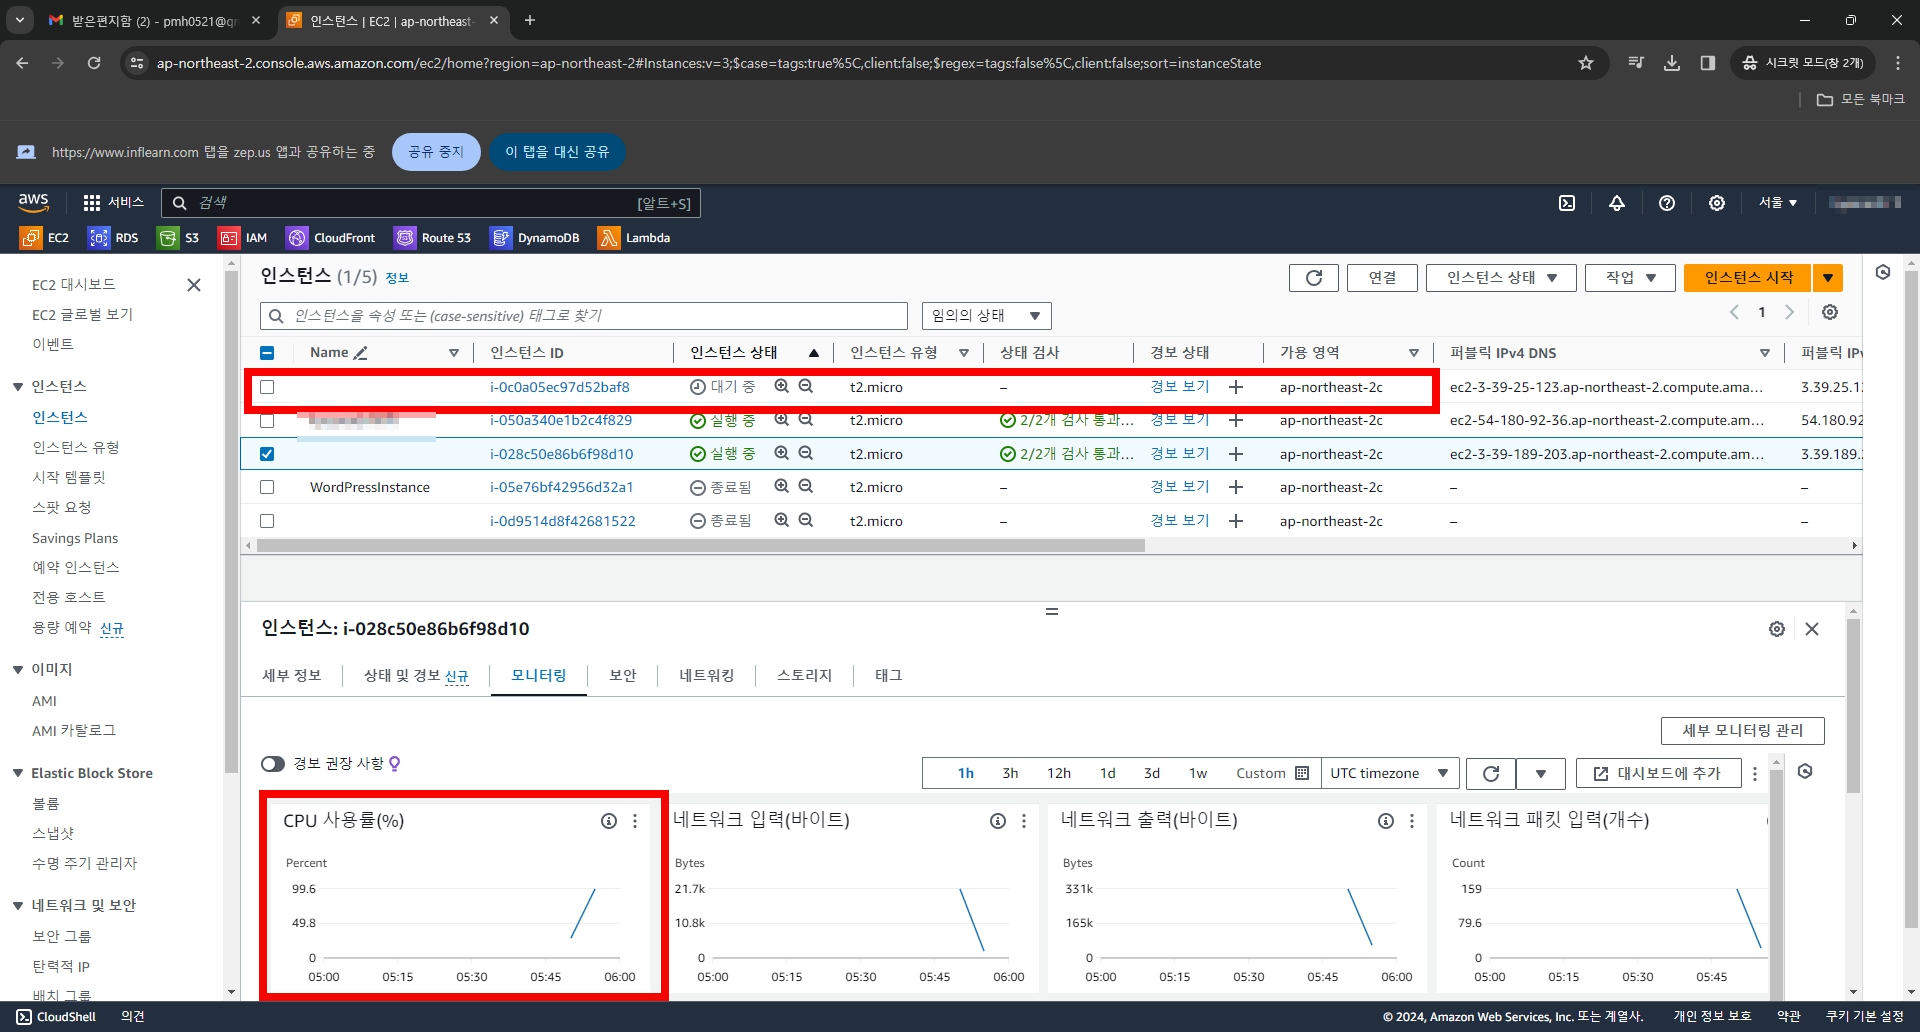 받은편지함 (2) - pmh0521@
인스턴스 | EC2 | ap-northeast-
ap-northeast-2.console.aws.amazon.com/ec2/home?region=ap-northeast-2#Instances:v=3;$case=tags:true%5C,client:false;$regex=tags:false%5C,client:false;sort=instanceState
시크릿 모드(창 2개)
모든 북마크
https://www.inflearn.com 탭을 zep.us 앱과 공유하는 중
공유 중지
이 탭을 대신 공유
aws
서비스
검색
[알트+S]
서울
EC2
RDS
S3
IAM
CloudFront
Route 53
DynamoDB
Lambda
EC2 대시보드
EC2 글로벌 보기
이벤트
인스턴스
인스턴스
인스턴스 유형
시작 템플릿
스팟 요청
Savings Plans
예약 인스턴스
전용 호스트
용량 예약 신규
이미지
AMI
AMI 카탈로그
Elastic Block Store
볼륨
스냅샷
수명 주기 관리자
네트워크 및 보안
보안 그룹
탄력적 IP
배치 그룹
인스턴스 (1/5) 정보
연결
인스턴스 상태
작업
인스턴스 시작
인스턴스을 속성 또는 (case-sensitive) 태그로 찾기
임의의 상태
1
Name 인스턴스 ID 인스턴스 상태 인스턴스 유형 상태 검사 경보 상태 가용 영역 퍼블릭 IPv4 DNS 퍼블릭 IPv
i-0c0a05ec97d52baf8 대기 중 t2.micro – 경보 보기 + ap-northeast-2c ec2-3-39-25-123.ap-northeast-2.compute.ama... 3.39.25.1
i-050a340e1b2c4f829 실행 중 t2.micro 2/2개 검사 통과... 경보 보기 + ap-northeast-2c ec2-54-180-92-36.ap-northeast-2.compute.am... 54.180.92
i-028c50e86b6f98d10 실행 중 t2.micro 2/2개 검사 통과... 경보 보기 + ap-northeast-2c ec2-3-39-189-203.ap-northeast-2.compute.am... 3.39.189.
WordPressInstance i-05e76bf42956d32a1 종료됨 t2.micro – 경보 보기 + ap-northeast-2c – –
i-0d9514d8f42681522 종료됨 t2.micro – 경보 보기 + ap-northeast-2c – –
인스턴스: i-028c50e86b6f98d10
세부 정보
상태 및 경보 신규
모니터링
보안
네트워킹
스토리지
태그
세부 모니터링 관리
경보 권장 사항
1h 3h 12h 1d 3d 1w Custom
UTC timezone
대시보드에 추가
CPU 사용률(%)
Percent
99.6
49.8
0
05:00 05:15 05:30 05:45 06:00
네트워크 입력(바이트)
Bytes
21.7k
10.8k
0
05:00 05:15 05:30 05:45 06:00
네트워크 출력(바이트)
Bytes
331k
165k
0
05:00 05:15 05:30 05:45 06:00
네트워크 패킷 입력(개수)
Count
159
79.6
0
05:00 05:15 05:30 05:45
CloudShell
의견
© 2024, Amazon Web Services, Inc. 또는 계열사.
개인 정보 보호
약관
쿠키 기본 설정